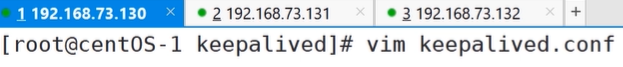 1 192.168.73.130 × 2 192.168.73.131 × 3 192.168.73.132 × +
[root@centOS-1 keepalived]# vim keepalived.conf